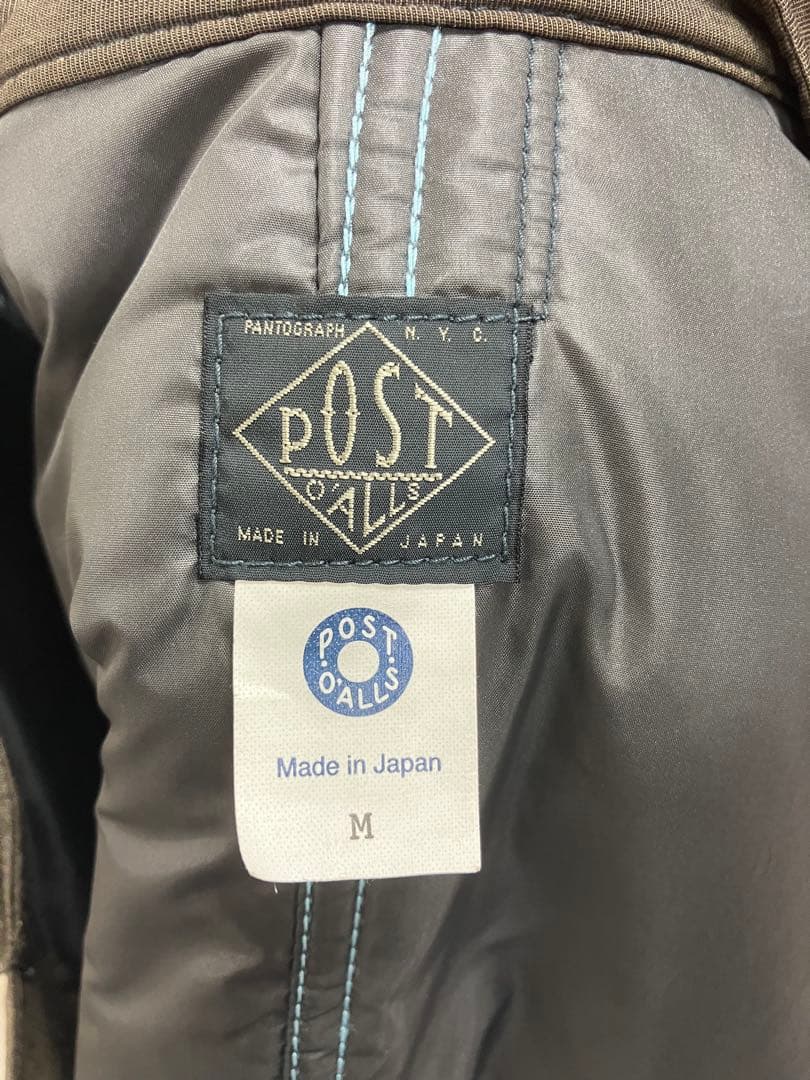 PANTOGRAPH N. Y. C.
POST
O'ALLS
MADE IN JAPAN
POST
O'ALLS
Made in Japan
M